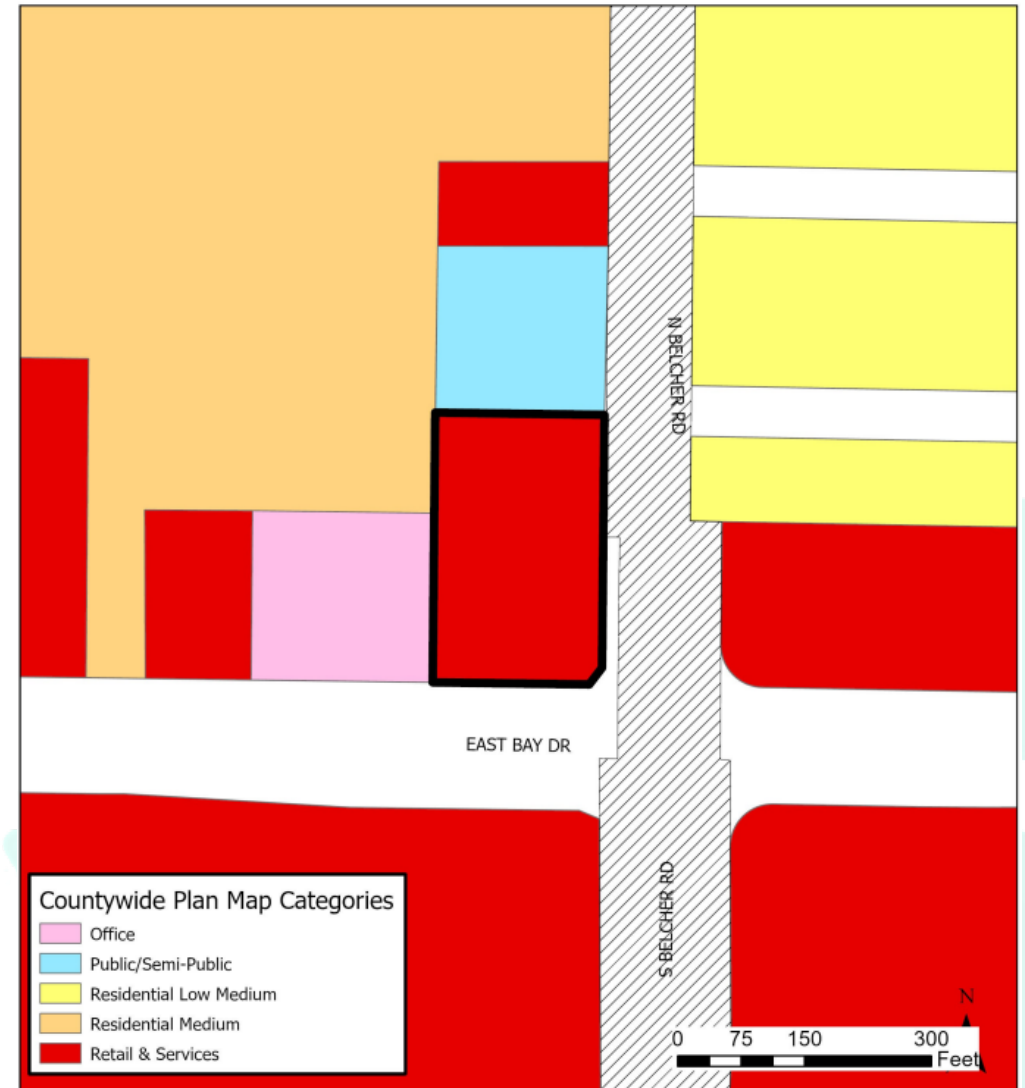 N BELCHER RD
EAST BAY DR
S BELCHER RD
Countywide Plan Map Categories
Office
Public/Semi-Public
Residential Low Medium
Residential Medium
Retail & Services
N
0 75 150 300
Feet